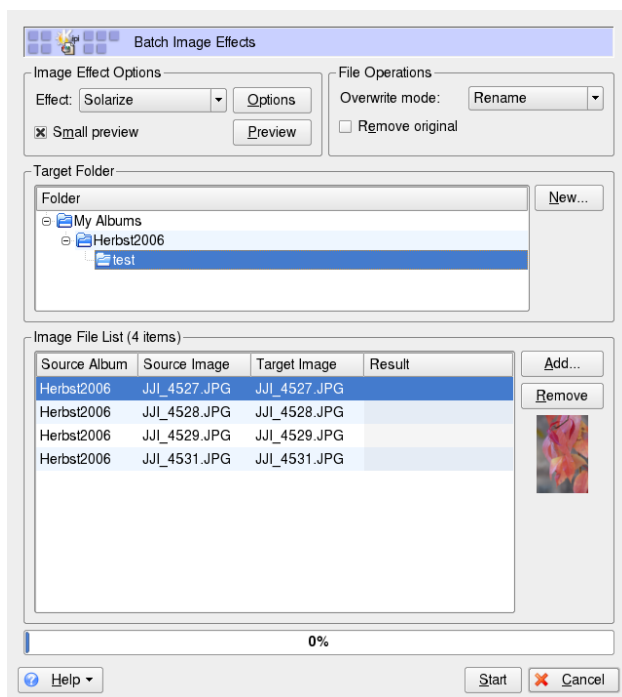 Batch Image Effects
Image Effect Options
Effect: Solarize Options
Small preview Preview
File Operations
Overwrite mode: Rename
Remove original
Target Folder
Folder New...
My Albums
Herbst2006
test
Image File List (4 items)
Source Album Source Image Target Image Result Add...
Herbst2006 JJI_4527.JPG JJI_4527.JPG Remove
Herbst2006 JJI_4528.JPG JJI_4528.JPG
Herbst2006 JJI_4529.JPG JJI_4529.JPG
Herbst2006 JJI_4531.JPG JJI_4531.JPG
0%
Help Start Cancel